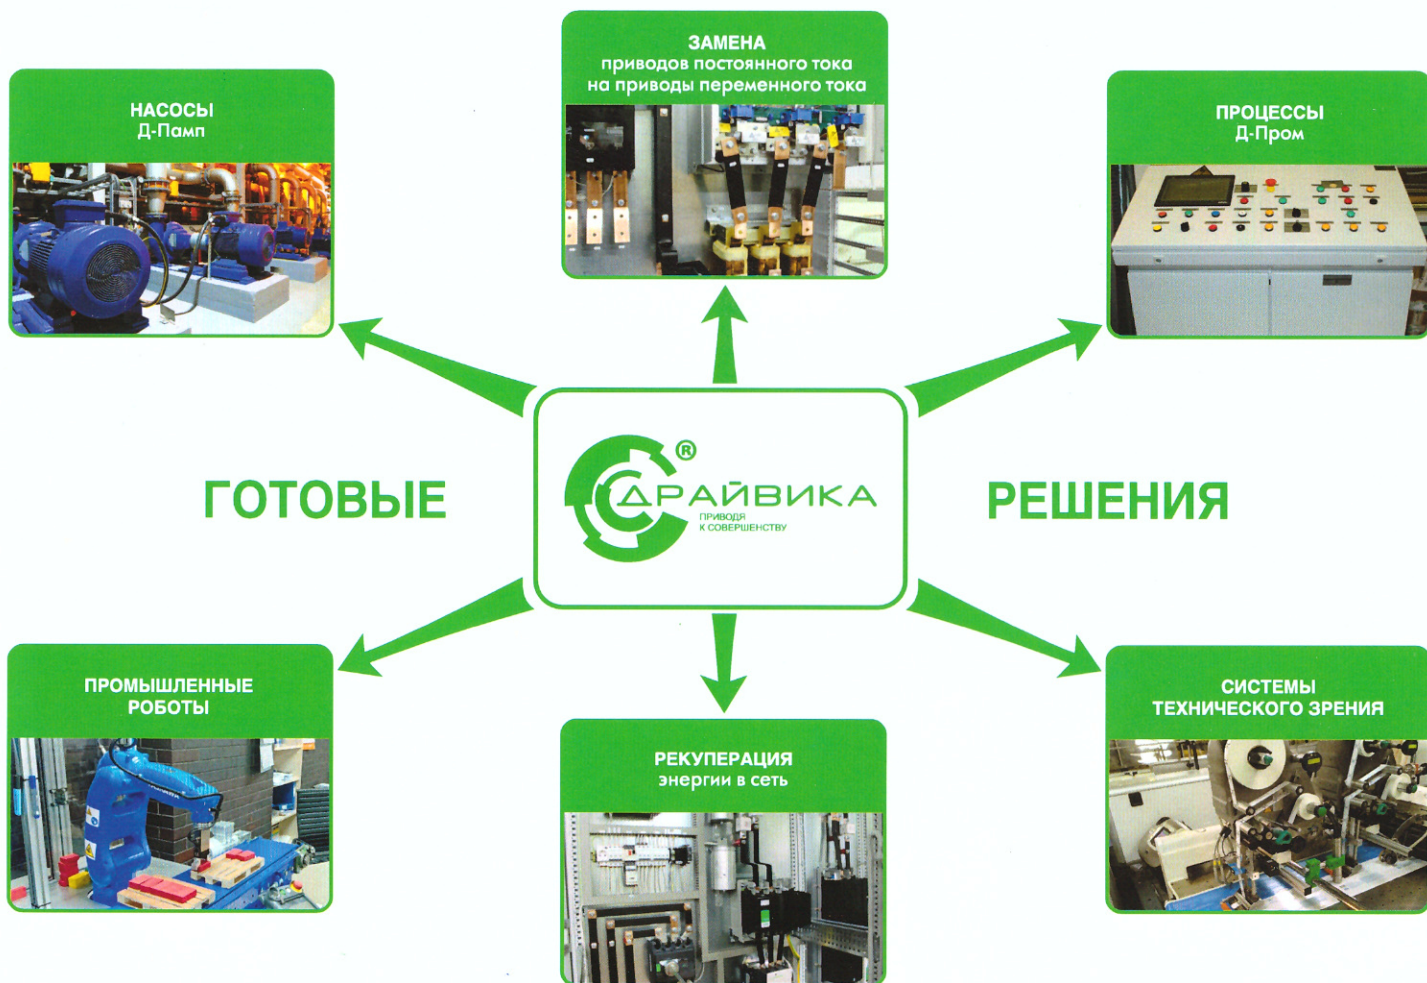 ЗАМЕНА
приводов постоянного тока
на приводы переменного тока
НАСОСЫ
Д-Памп
ПРОЦЕССЫ
Д-Пром
ГОТОВЫЕ
®
ДРАЙВИКА
ПРИВОДЯ
К СОВЕРШЕНСТВУ
РЕШЕНИЯ
ПРОМЫШЛЕННЫЕ
РОБОТЫ
РЕКУПЕРАЦИЯ
энергии в сеть
СИСТЕМЫ
ТЕХНИЧЕСКОГО ЗРЕНИЯ